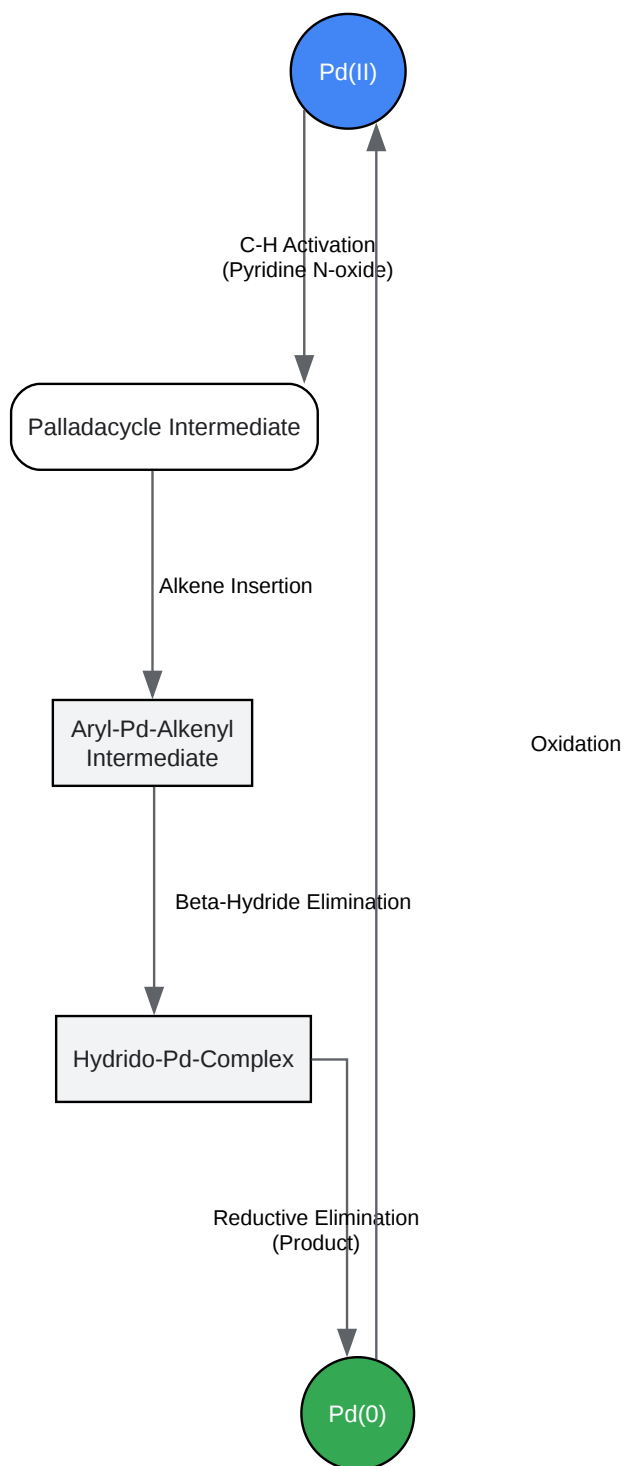 Pd(II)
C-H Activation
(Pyridine N-oxide)
Palladacycle Intermediate
Alkene Insertion
Aryl-Pd-Alkenyl
Intermediate
Oxidation
Beta-Hydride Elimination
Hydrido-Pd-Complex
Reductive Elimination
(Product)
Pd(0)